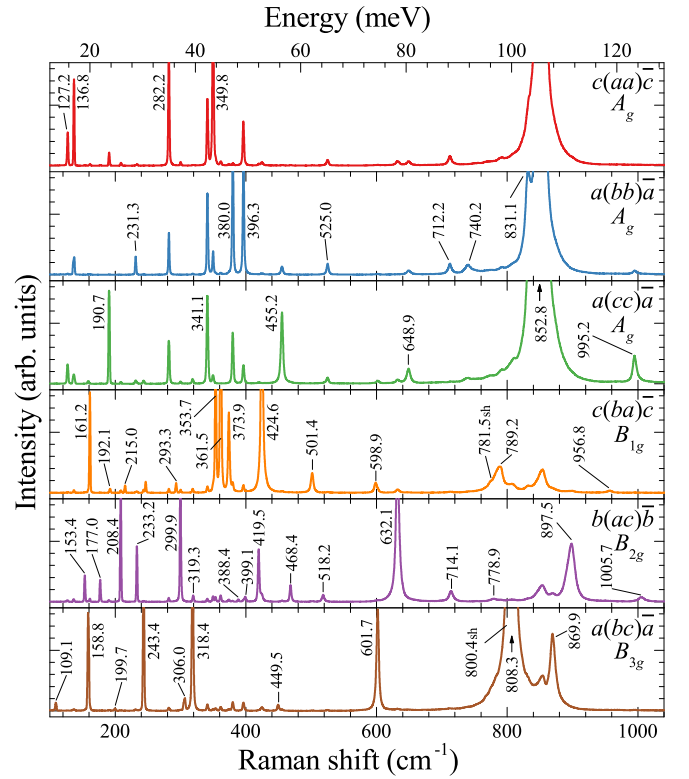 Energy (meV)
20 40 60 80 100 120
127.2 136.8 282.2 349.8 c(aa)c̅
A_g
231.3 380.0 396.3 525.0 712.2 740.2 831.1 a(bb)a̅
A_g
190.7 341.1 455.2 648.9 852.8 995.2 a(cc)a̅
A_g
161.2 192.1 215.0 293.3 353.7 361.5 373.9 424.6 501.4 598.9 781.5 sh 789.2 956.8 c(ba)c̅
B_1g
153.4 177.0 208.4 233.2 299.9 319.3 388.4 399.1 419.5 468.4 518.2 632.1 714.1 778.9 897.5 1005.7 b(ac)b̅
B_2g
109.1 158.8 199.7 243.4 306.0 318.4 449.5 601.7 800.4 sh 808.3 869.9 a(bc)a̅
B_3g
200 400 600 800 1000
Raman shift (cm⁻¹)
Intensity (arb. units)